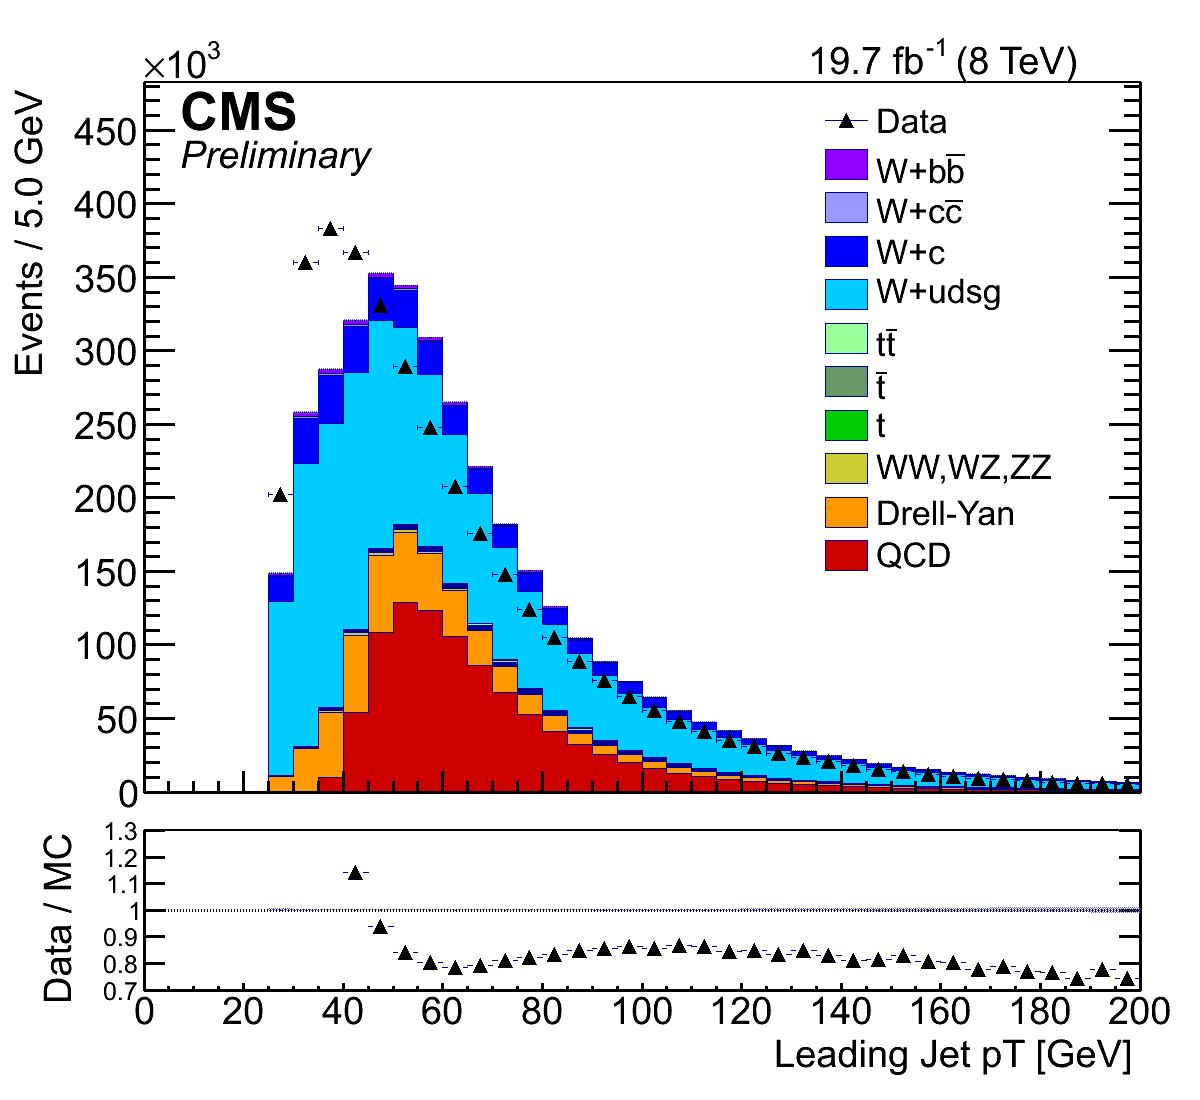 ×10³
19.7 fb⁻¹ (8 TeV)
CMS
Preliminary
Events / 5.0 GeV
450
400
350
300
250
200
150
100
50
0
Data
W+bb̅
W+cc̅
W+c
W+udsg
tt̅
t̅
t
WW,WZ,ZZ
Drell-Yan
QCD
Data / MC
1.3
1.2
1.1
1
0.9
0.8
0.7
0 20 40 60 80 100 120 140 160 180 200
Leading Jet pT [GeV]